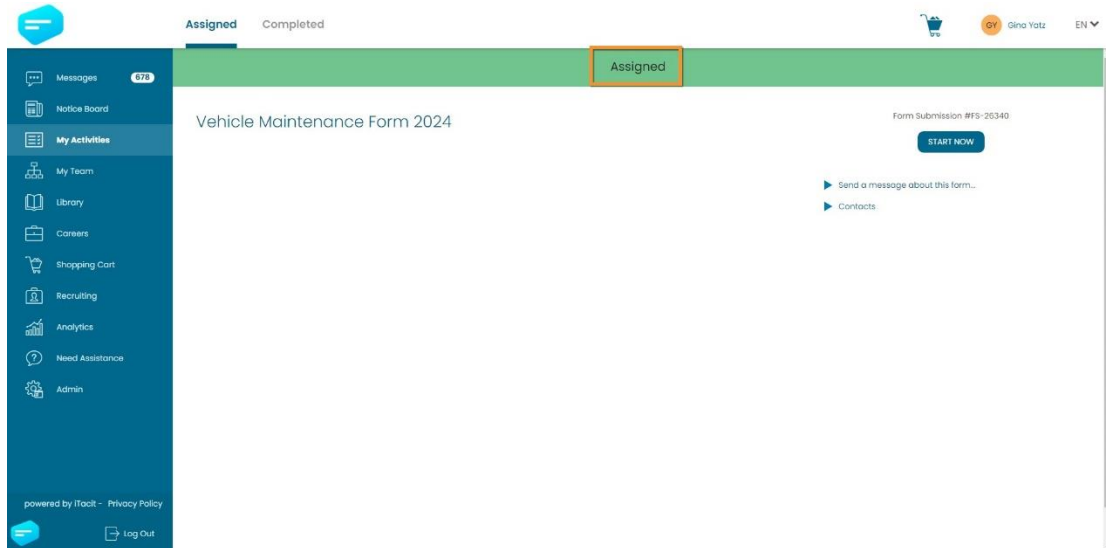 Assigned Completed
GY Gina Yatz EN
Messages 678
Notice Board
My Activities
My Team
Library
Careers
Shopping Cart
Recruiting
Analytics
Need Assistance
Admin
powered by iTacit - Privacy Policy
Log Out
Assigned
Vehicle Maintenance Form 2024
Form Submission #FS-26340
START NOW
Send a message about this form...
Contacts